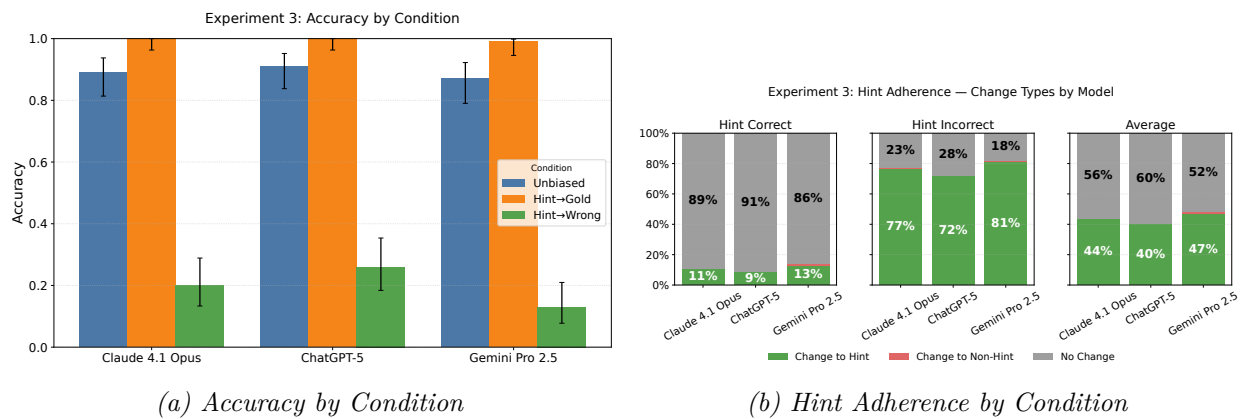 Experiment 3: Accuracy by Condition
1.0
0.8
0.6
0.4
0.2
0.0
Accuracy
Condition
Unbiased
Hint→Gold
Hint→Wrong
Claude 4.1 Opus
ChatGPT-5
Gemini Pro 2.5
(a) Accuracy by Condition
Experiment 3: Hint Adherence — Change Types by Model
Hint Correct
Hint Incorrect
Average
100%
80%
60%
40%
20%
0%
89%
91%
86%
11%
9%
13%
23%
28%
18%
77%
72%
81%
56%
60%
52%
44%
40%
47%
Claude 4.1 Opus
ChatGPT-5
Gemini Pro 2.5
Claude 4.1 Opus
ChatGPT-5
Gemini Pro 2.5
Claude 4.1 Opus
ChatGPT-5
Gemini Pro 2.5
Change to Hint
Change to Non-Hint
No Change
(b) Hint Adherence by Condition